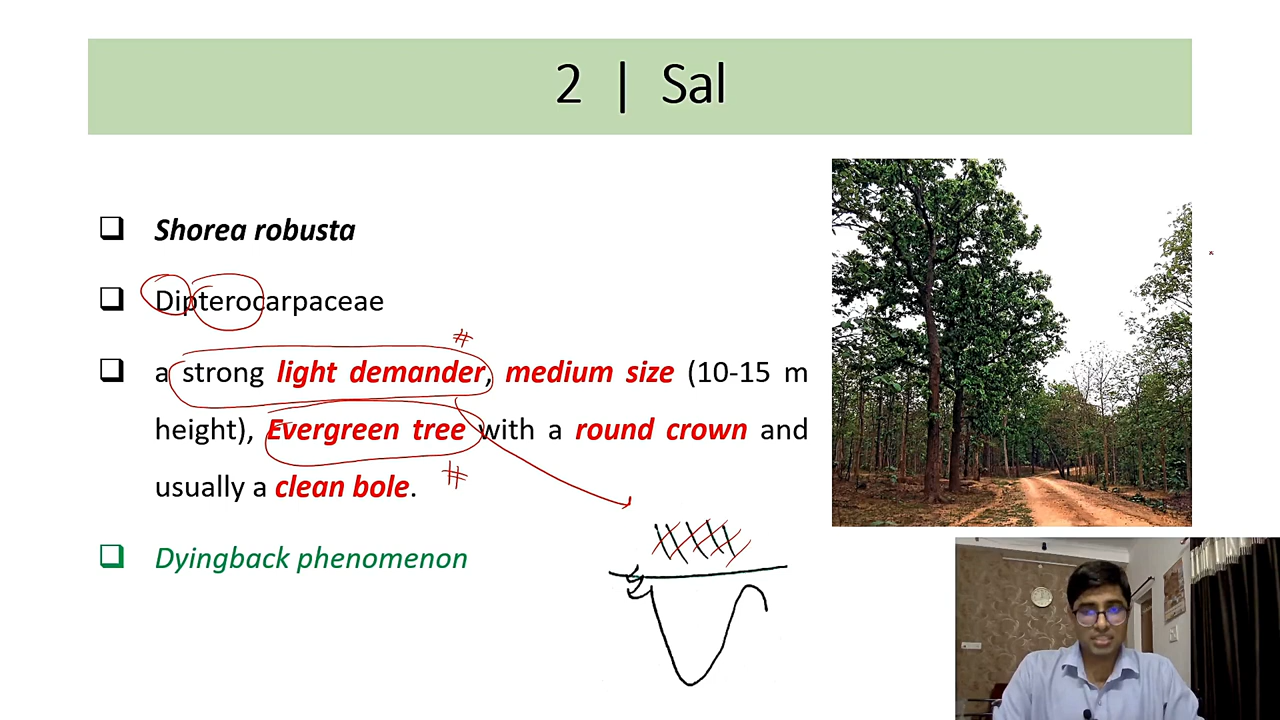 2 | Sal
Shorea robusta
Dipterocarpaceae
a strong light demander, medium size (10-15 m
height), Evergreen tree with a round crown and
usually a clean bole.
Dyingback phenomenon